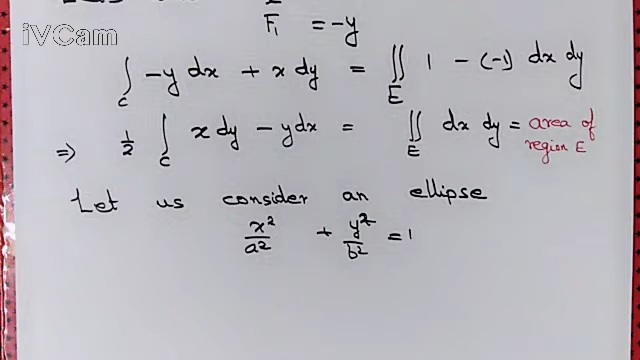 iVCam
F₁ = -y
∫_C -y dx + x dy = ∬_E 1 - (-1) dx dy
⇒ 1/2 ∫_C x dy - y dx = ∬_E dx dy = area of region E
Let us consider an ellipse
x²/a² + y²/b² = 1